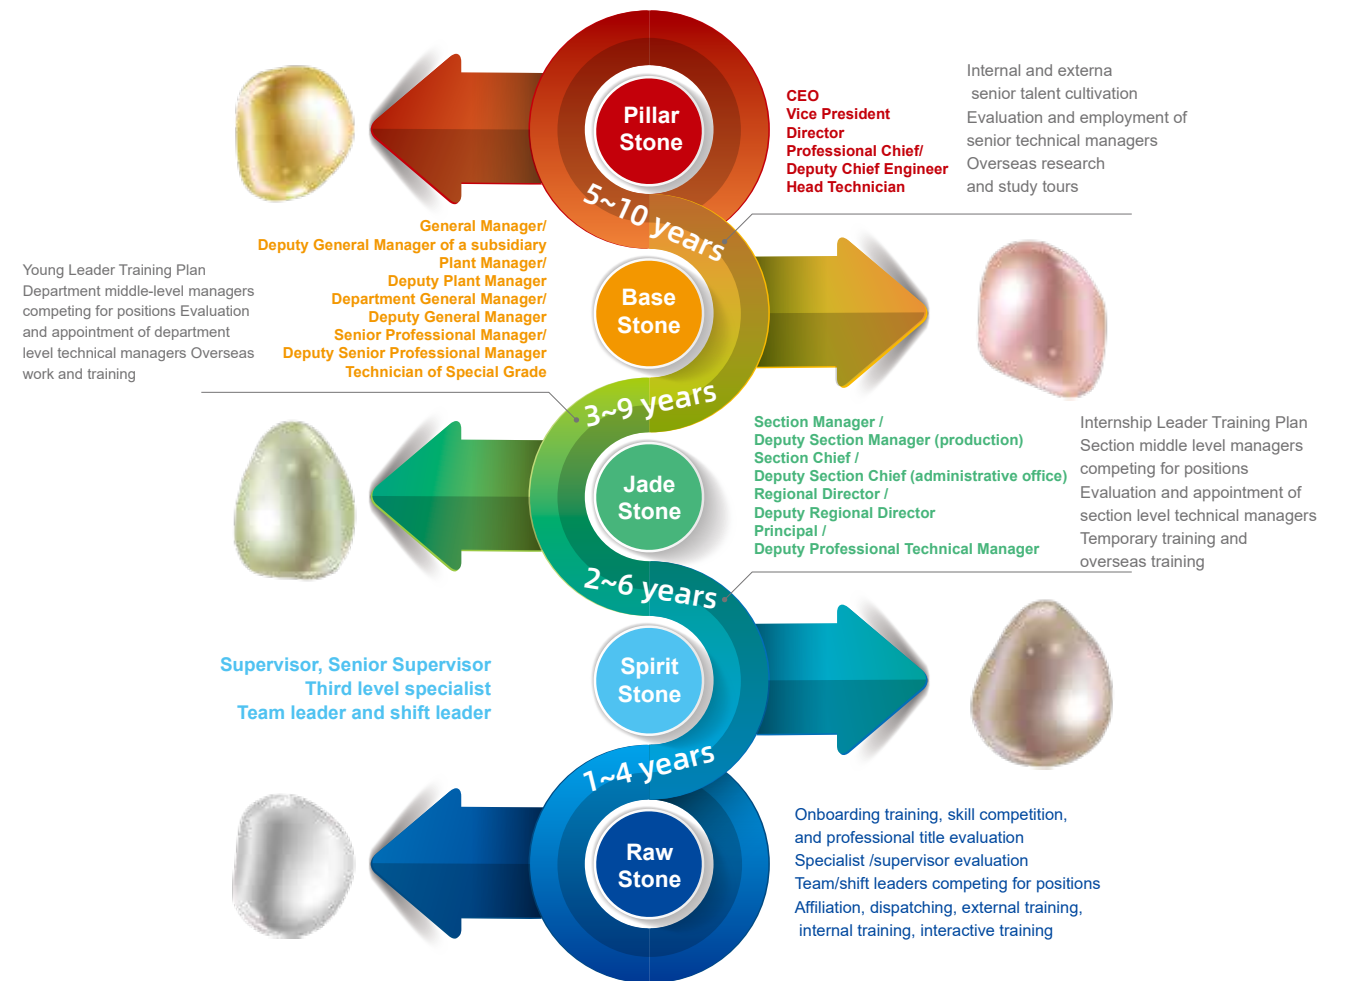 Pillar
Stone
CEO
Vice President
Director
Professional Chief/
Deputy Chief Engineer
Head Technician
Internal and externa
senior talent cultivation
Evaluation and employment of
senior technical managers
Overseas research
and study tours
5~10 years
General Manager/
Deputy General Manager of a subsidiary
Plant Manager/
Deputy Plant Manager
Department General Manager/
Deputy General Manager
Senior Professional Manager/
Deputy Senior Professional Manager
Technician of Special Grade
Young Leader Training Plan
Department middle-level managers
competing for positions Evaluation
and appointment of department
level technical managers Overseas
work and training
Base
Stone
3~9 years
Jade
Stone
Section Manager /
Deputy Section Manager (production)
Section Chief /
Deputy Section Chief (administrative office)
Regional Director /
Deputy Regional Director
Principal /
Deputy Professional Technical Manager
Internship Leader Training Plan
Section middle level managers
competing for positions
Evaluation and appointment of
section level technical managers
Temporary training and
overseas training
2~6 years
Supervisor, Senior Supervisor
Third level specialist
Team leader and shift leader
Spirit
Stone
1~4 years
Raw
Stone
Onboarding training, skill competition,
and professional title evaluation
Specialist /supervisor evaluation
Team/shift leaders competing for positions
Affiliation, dispatching, external training,
internal training, interactive training